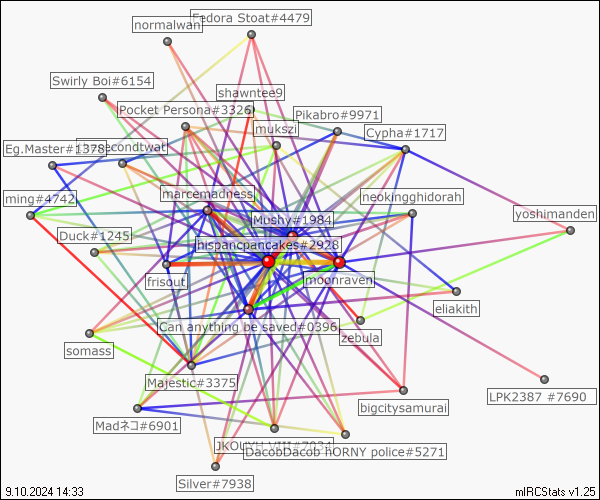 Fedora Stoat#4479
normalwan
Swirly Boi#6154
shawntee9
Pocket Persona#3326
Pikabro#9971
mukszi
Cypha#1717
Eg.Master#1378
secondtwat
ming#4742
marcemadness
neokingghidorah
Mushy#1984
yoshimanden
Duck#1245
hispancpancakes#2928
frisout
moonraven
eliakith
Can anything be saved#0396
zebula
somass
Majestic#3375
LPK2387 #7690
bigcitysamurai
Madネコ#6901
DacobDacob hORNY police#5271
Silver#7938
9.10.2024 14:33
mIRCStats v1.25